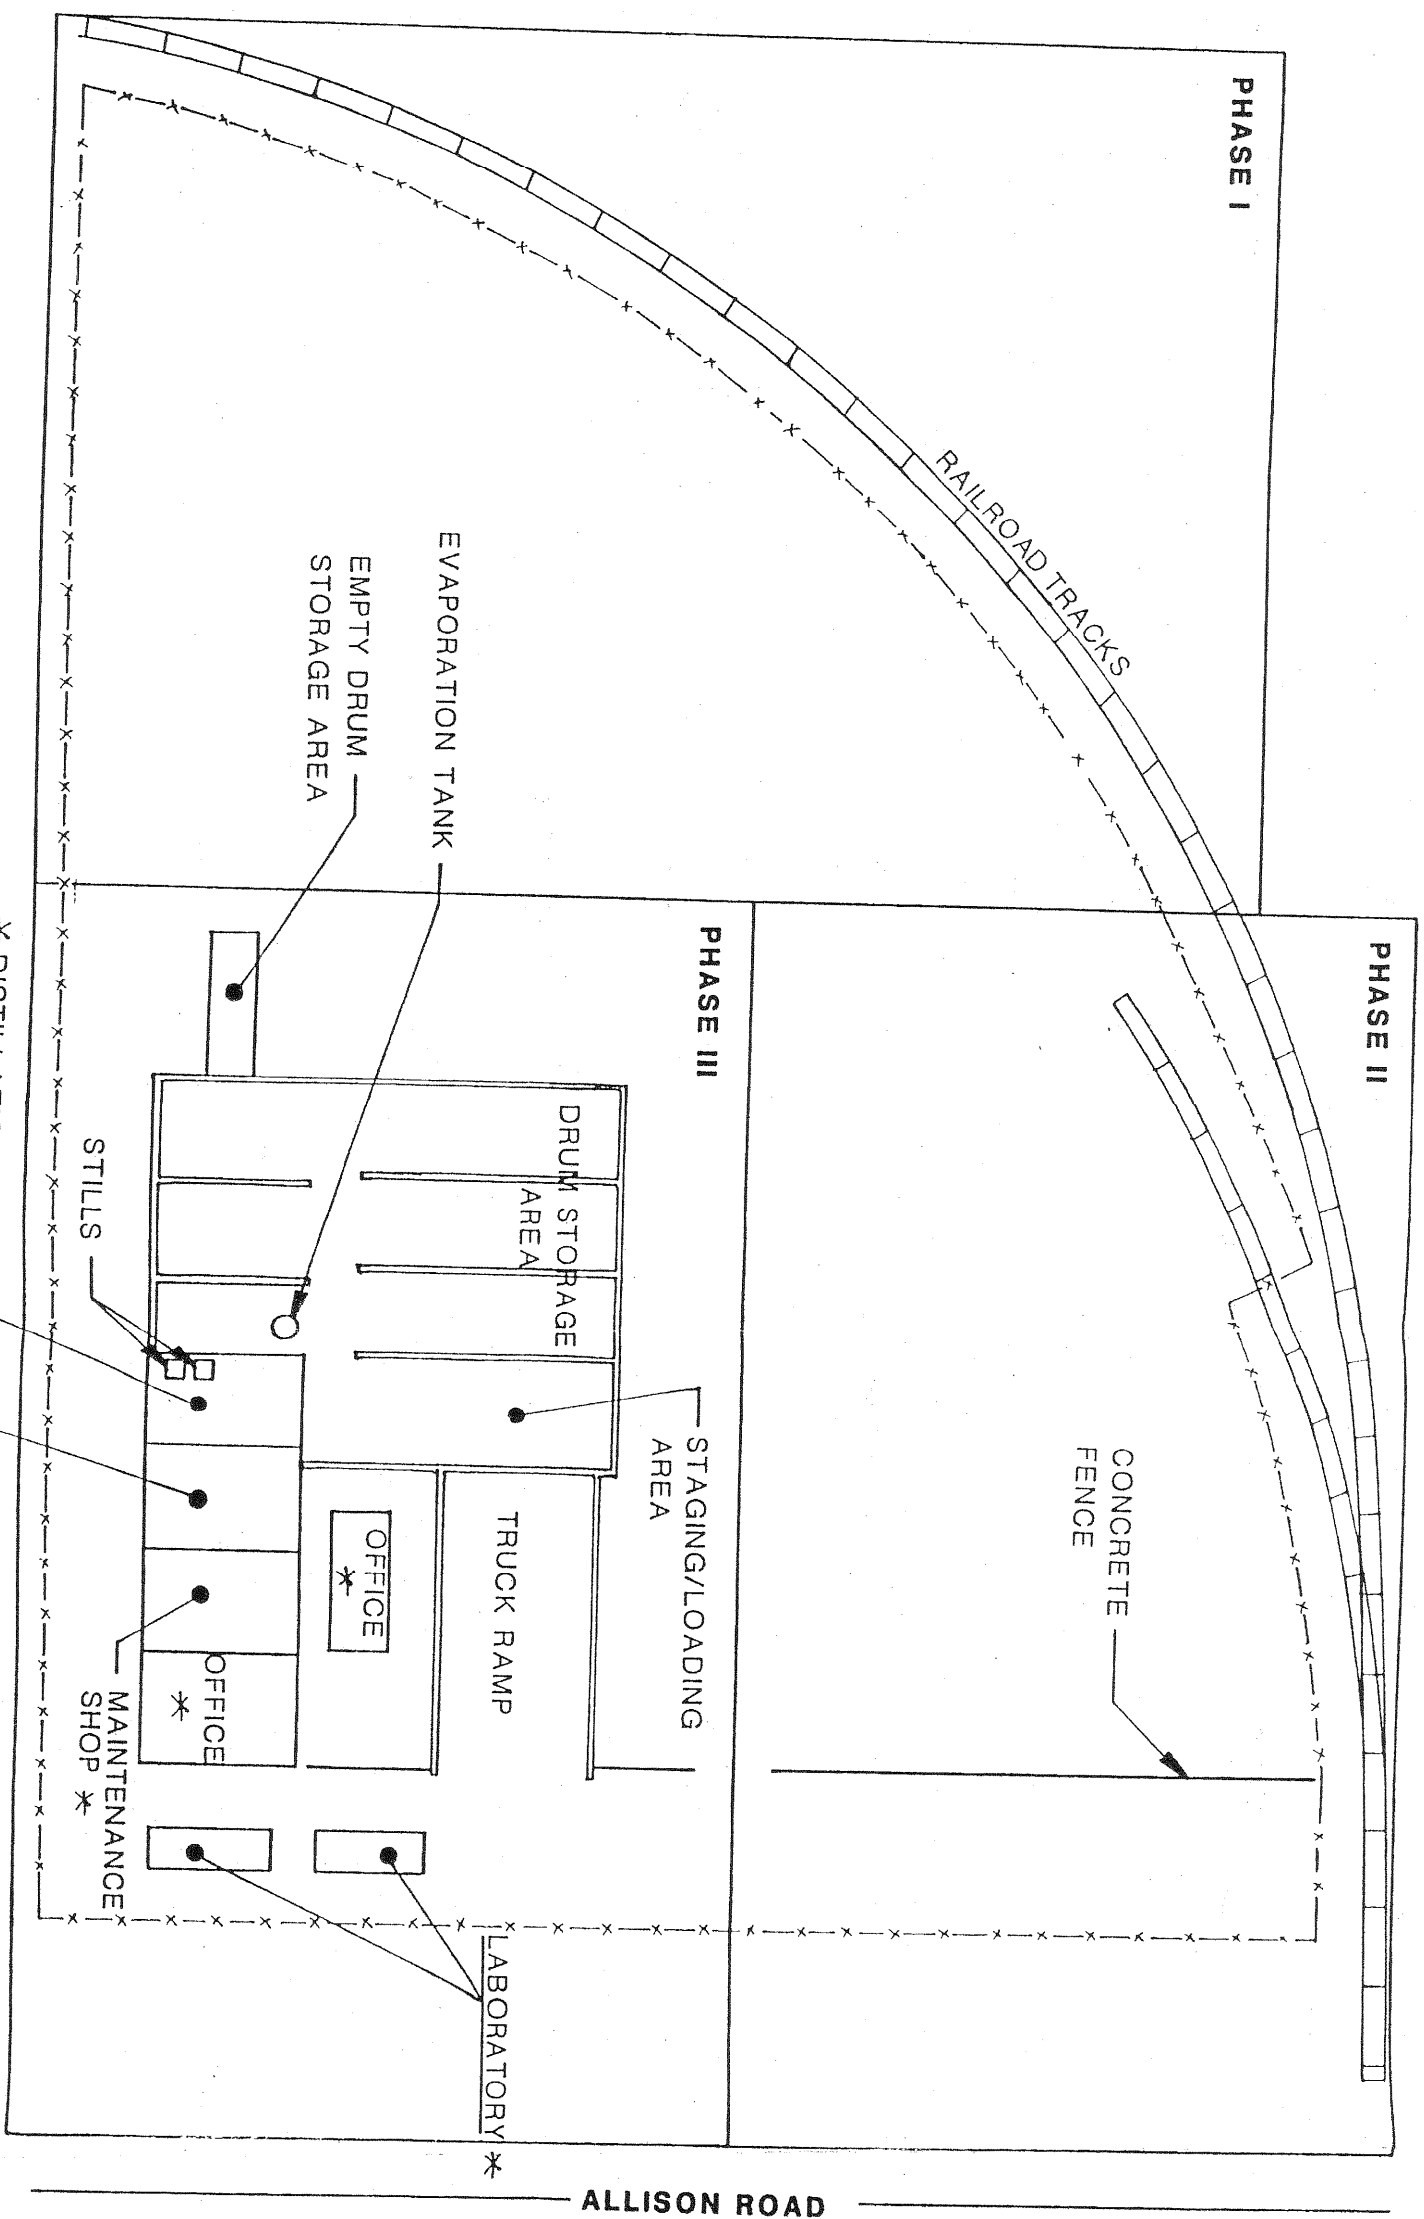 PHASE I
RAILROAD TRACKS
PHASE II
CONCRETE
FENCE
PHASE III
EVAPORATION TANK
EMPTY DRUM
STORAGE AREA
DRUM STORAGE
AREA
STAGING/LOADING
AREA
TRUCK RAMP
OFFICE
*
STILLS
OFFICE
*
MAINTENANCE
SHOP *
LABORATORY *
ALLISON ROAD